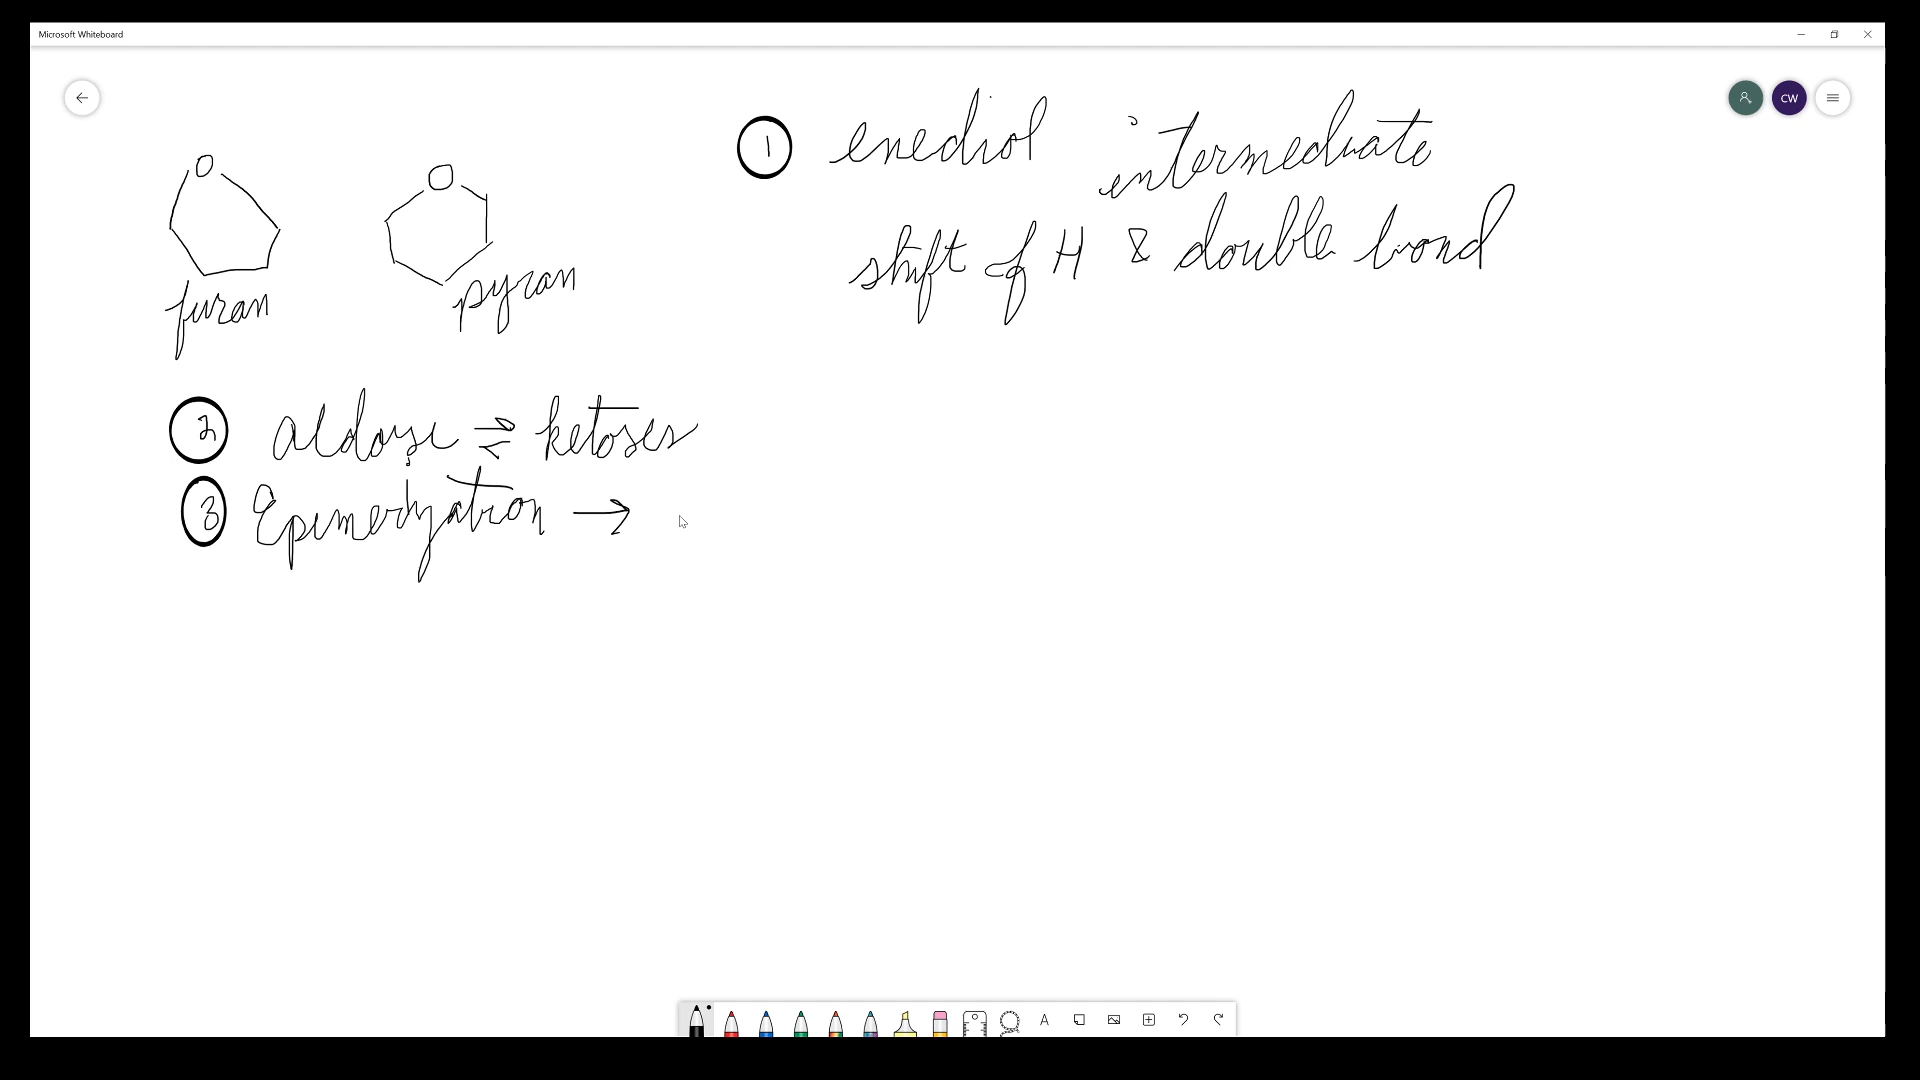 Microsoft Whiteboard
CW
O
furan
O
pyran
1 enediol intermediate
shift of H & double bond
2 aldose ⇌ ketoses
3 Epimerization →
A